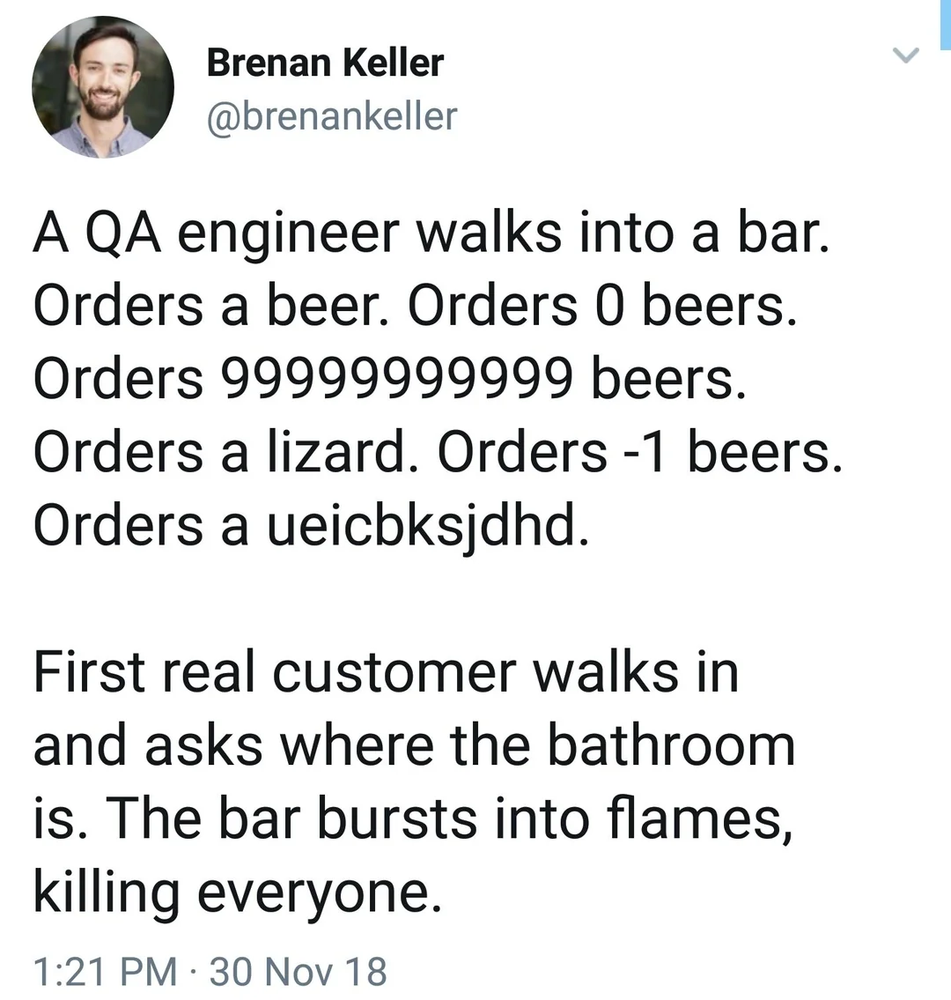 Brenan Keller
@brenankeller
A QA engineer walks into a bar.
Orders a beer. Orders 0 beers.
Orders 99999999999 beers.
Orders a lizard. Orders -1 beers.
Orders a ueicbksjdhd.
First real customer walks in
and asks where the bathroom
is. The bar bursts into flames,
killing everyone.
1:21 PM · 30 Nov 18